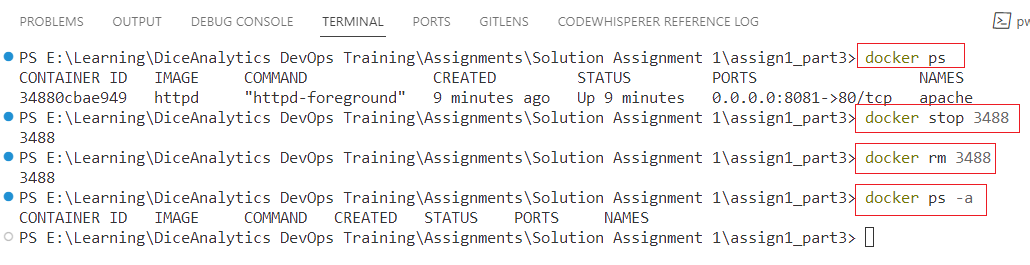 PROBLEMS OUTPUT DEBUG CONSOLE TERMINAL PORTS GITLENS CODEWHISPERER REFERENCE LOG
PS E:\Learning\DiceAnalytics DevOps Training\Assignments\Solution Assignment 1\assign1_part3> docker ps
CONTAINER ID IMAGE COMMAND CREATED STATUS PORTS NAMES
34880cbae949 httpd "httpd-foreground" 9 minutes ago Up 9 minutes 0.0.0.0:8081->80/tcp apache
PS E:\Learning\DiceAnalytics DevOps Training\Assignments\Solution Assignment 1\assign1_part3> docker stop 3488
3488
PS E:\Learning\DiceAnalytics DevOps Training\Assignments\Solution Assignment 1\assign1_part3> docker rm 3488
3488
PS E:\Learning\DiceAnalytics DevOps Training\Assignments\Solution Assignment 1\assign1_part3> docker ps -a
CONTAINER ID IMAGE COMMAND CREATED STATUS PORTS NAMES
PS E:\Learning\DiceAnalytics DevOps Training\Assignments\Solution Assignment 1\assign1_part3>